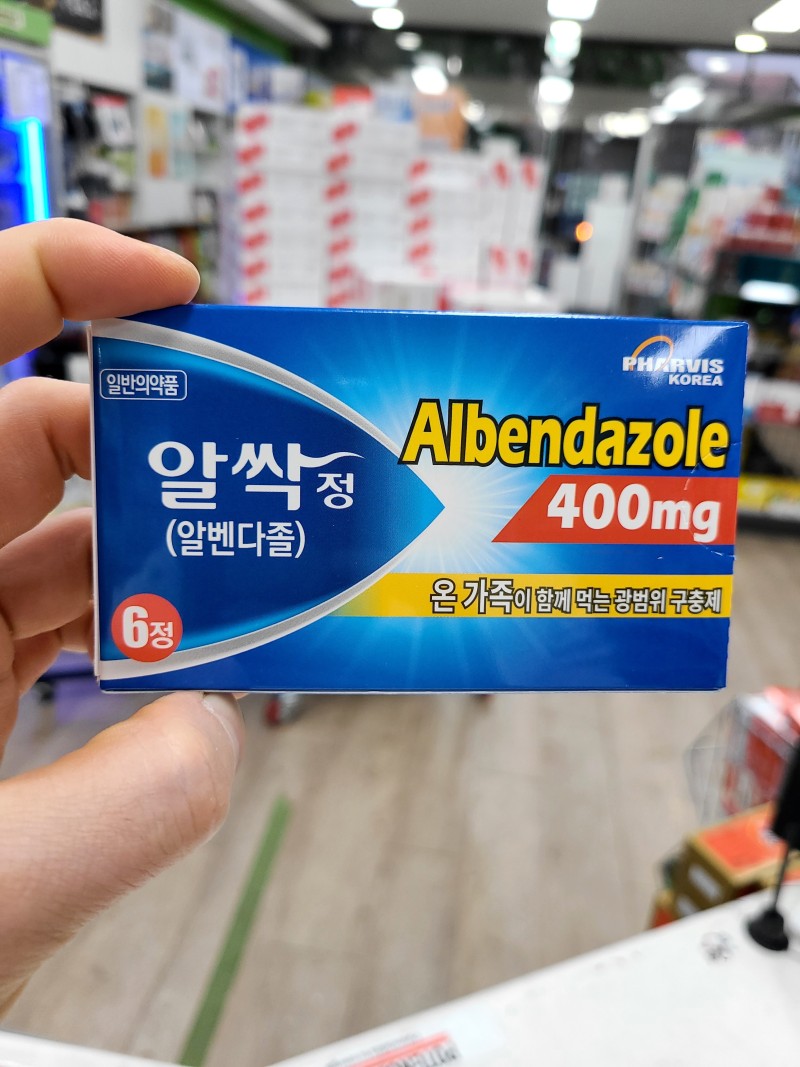 일반의약품
PHARVIS
KOREA
알싹정
(알벤다졸)
6정
Albendazole
400mg
온 가족이 함께 먹는 광범위 구충제